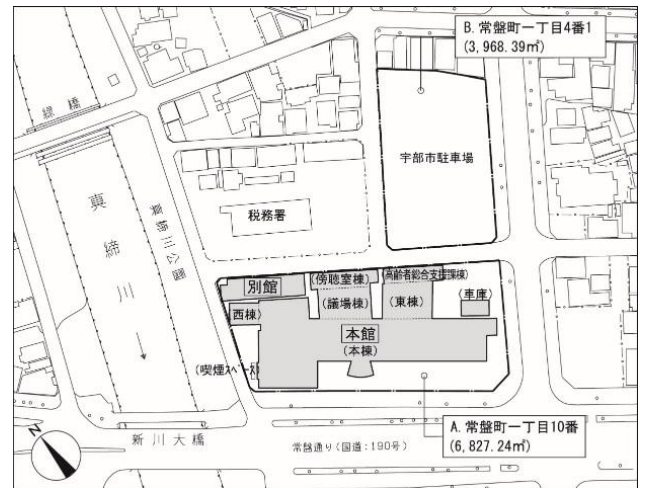 B. 常盤町一丁目4番1
(3,968.39㎡)
緑橋
宇部市駐車場
真締川公園
真締川
税務署
別館
(傍聴室棟)
(高齢者総合支援課棟)
西棟)
(議場棟)
(東棟)
(車庫)
本館
(本棟)
(喫煙スペース)
A. 常盤町一丁目10番
(6,827.24㎡)
N
新川大橋
常盤通り(国道:190号)